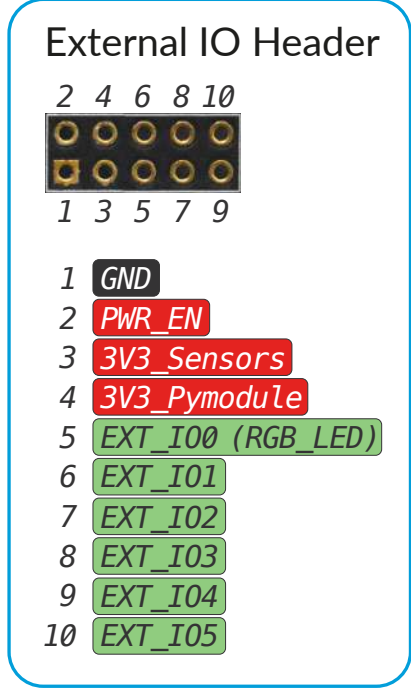 External IO Header
2 4 6 8 10
1 3 5 7 9
1 GND
2 PWR_EN
3 3V3_Sensors
4 3V3_Pymodule
5 EXT_IO0 (RGB_LED)
6 EXT_IO1
7 EXT_IO2
8 EXT_IO3
9 EXT_IO4
10 EXT_IO5